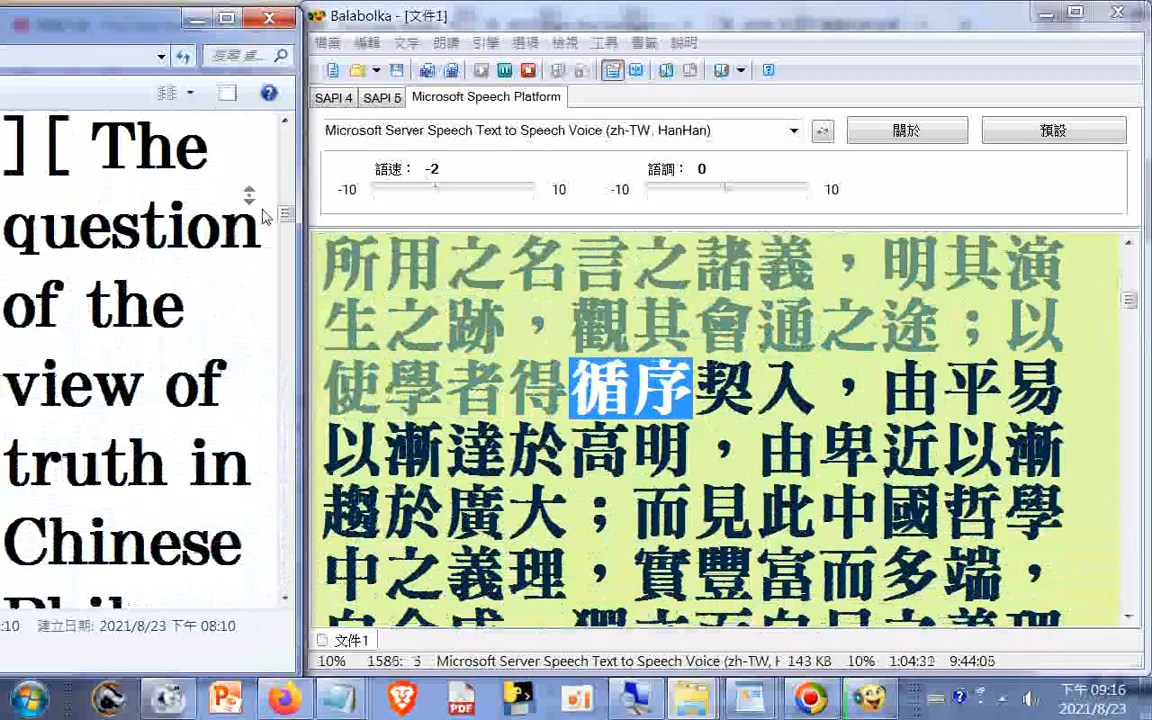 ][ The
question
of the
view of
truth in
Chinese
:10 建立日期: 2021/8/23 下午 08:10
Balabolka - [文件1]
檔案 編輯 文字 朗讀 引擎 選項 檢視 工具 書籤 說明
SAPI 4 SAPI 5 Microsoft Speech Platform
Microsoft Server Speech Text to Speech Voice (zh-TW, HanHan)
關於 預設
語速： -2 語調： 0
-10 10 -10 10
所用之名言之諸義，明其演
生之跡，觀其會通之途；以
使學者得循序契入，由平易
以漸達於高明，由卑近以漸
趨於廣大；而見此中國哲學
中之義理，實豐富而多端，
文件1
10% Microsoft Server Speech Text to Speech Voice (zh-TW, H 143 KB 10% 9:44:05
PDF
下午 09:16
2021/8/23